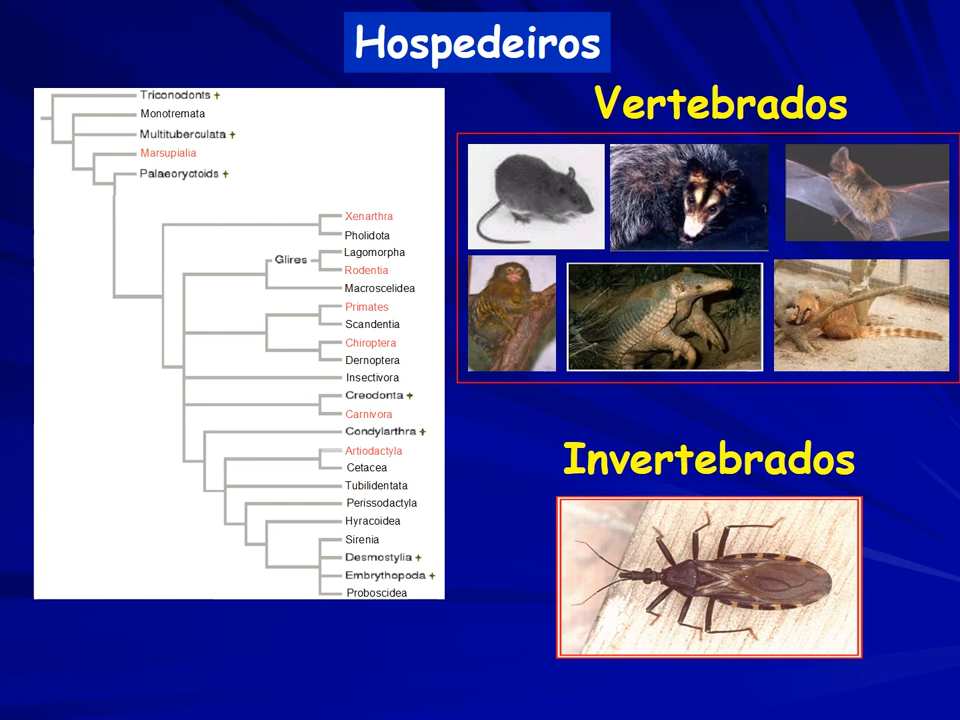 Hospedeiros
Triconodonts +
Monotremata
Multituberculata +
Marsupialia
Palaeoryctoids +
Xenarthra
Pholidota
Lagomorpha
Glires
Rodentia
Macroscelidea
Primates
Scandentia
Chiroptera
Dernoptera
Insectivora
Creodonta +
Carnivora
Condylarthra +
Artiodactyla
Cetacea
Tubilidentata
Perissodactyla
Hyracoidea
Sirenia
Desmostylia +
Embrythopoda +
Proboscidea
Vertebrados
Invertebrados